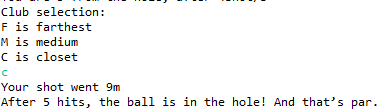 Club selection:
F is farthest
M is medium
C is closet
c
Your shot went 9m
After 5 hits, the ball is in the hole! And that’s par.